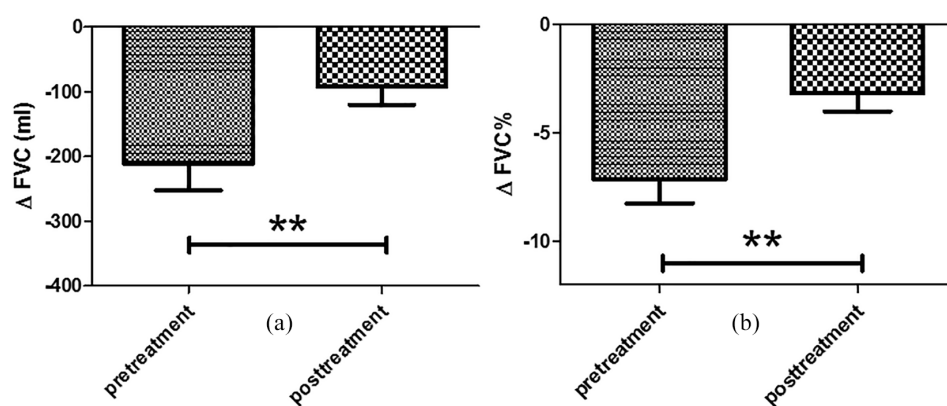 0
-100
-200
-300
-400
Δ FVC (ml)
**
pretreatment
posttreatment
(a)
0
-5
-10
Δ FVC%
**
pretreatment
posttreatment
(b)